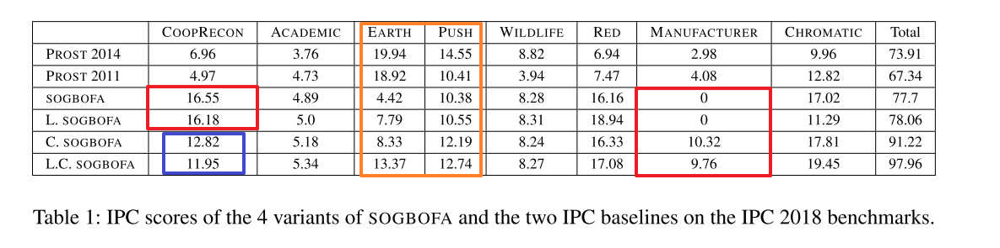 COOPRECON ACADEMIC EARTH PUSH WILDLIFE RED MANUFACTURER CHROMATIC Total
PROST 2014 6.96 3.76 19.94 14.55 8.82 6.94 2.98 9.96 73.91
PROST 2011 4.97 4.73 18.92 10.41 3.94 7.47 4.08 12.82 67.34
SOGBOFA 16.55 4.89 4.42 10.38 8.28 16.16 0 17.02 77.7
L. SOGBOFA 16.18 5.0 7.79 10.55 8.31 18.94 0 11.29 78.06
C. SOGBOFA 12.82 5.18 8.33 12.19 8.24 16.33 10.32 17.81 91.22
L.C. SOGBOFA 11.95 5.34 13.37 12.74 8.27 17.08 9.76 19.45 97.96
Table 1: IPC scores of the 4 variants of SOGBOFA and the two IPC baselines on the IPC 2018 benchmarks.